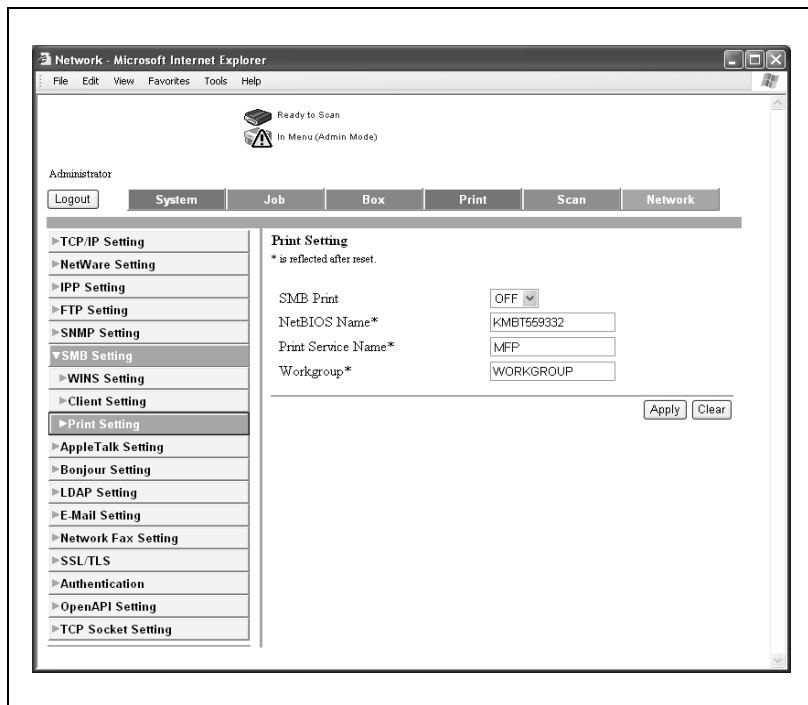 Network - Microsoft Internet Explorer
File Edit View Favorites Tools Help
Ready to Scan
In Menu (Admin Mode)
Administrator
Logout System Job Box Print Scan Network
TCP/IP Setting
NetWare Setting
IPP Setting
FTP Setting
SNMP Setting
SMB Setting
WINS Setting
Client Setting
Print Setting
AppleTalk Setting
Bonjour Setting
LDAP Setting
E-Mail Setting
Network Fax Setting
SSL/TLS
Authentication
OpenAPI Setting
TCP Socket Setting
Print Setting
* is reflected after reset.
SMB Print OFF
NetBIOS Name* KMBT559332
Print Service Name* MFP
Workgroup* WORKGROUP
Apply Clear